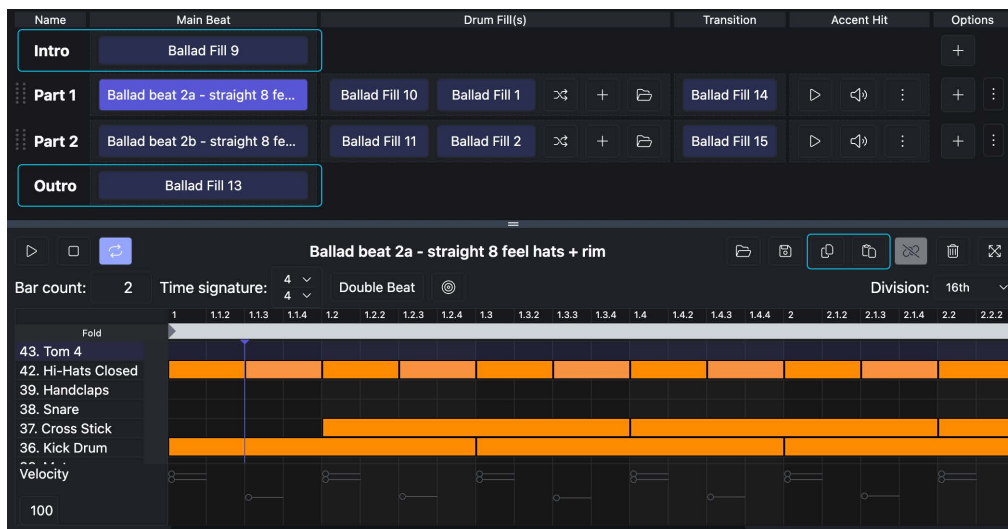 Name Main Beat Drum Fill(s) Transition Accent Hit Options
Intro Ballad Fill 9
Part 1 Ballad beat 2a - straight 8 fe... Ballad Fill 10 Ballad Fill 1 Ballad Fill 14
Part 2 Ballad beat 2b - straight 8 fe... Ballad Fill 11 Ballad Fill 2 Ballad Fill 15
Outro Ballad Fill 13
Ballad beat 2a - straight 8 feel hats + rim
Bar count: 2 Time signature: 4 4 Double Beat Division: 16th
1 1.1.2 1.1.3 1.1.4 1.2 1.2.2 1.2.3 1.2.4 1.3 1.3.2 1.3.3 1.3.4 1.4 1.4.2 1.4.3 1.4.4 2 2.1.2 2.1.3 2.1.4 2.2 2.2.2
Fold
43. Tom 4
42. Hi-Hats Closed
39. Handclaps
38. Snare
37. Cross Stick
36. Kick Drum
Velocity
100